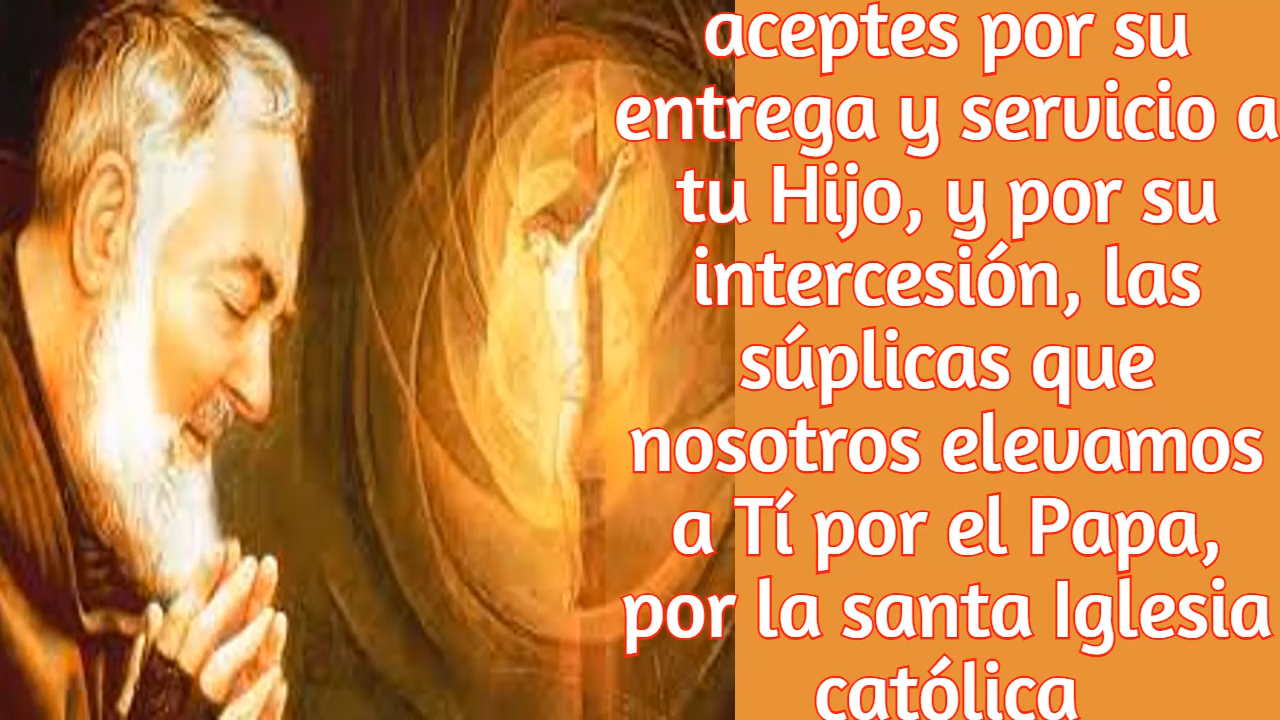 aceptes por su
entrega y servicio a
tu Hijo, y por su
intercesión, las
súplicas que
nosotros elevamos
a Tí por el Papa,
por la santa Iglesia
católica